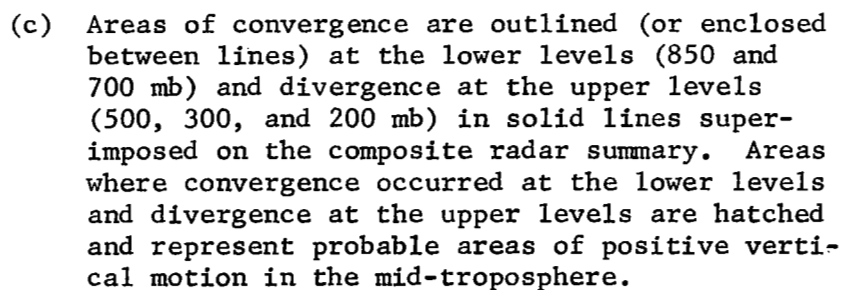 (c) Areas of convergence are outlined (or enclosed
between lines) at the lower levels (850 and
700 mb) and divergence at the upper levels
(500, 300, and 200 mb) in solid lines super-
imposed on the composite radar summary. Areas
where convergence occurred at the lower levels
and divergence at the upper levels are hatched
and represent probable areas of positive verti-
cal motion in the mid-troposphere.